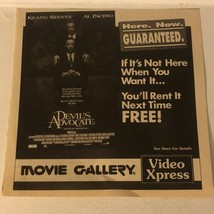 KEANU REEVES AL PACINO
DEVIL'S
ADVOCATE
Here. Now.
GUARANTEED.
If It's Not Here
When You
Want It...
You'll Rent It
Next Time
FREE!
See Store For Details
MOVIE GALLERY
Video
Xpress